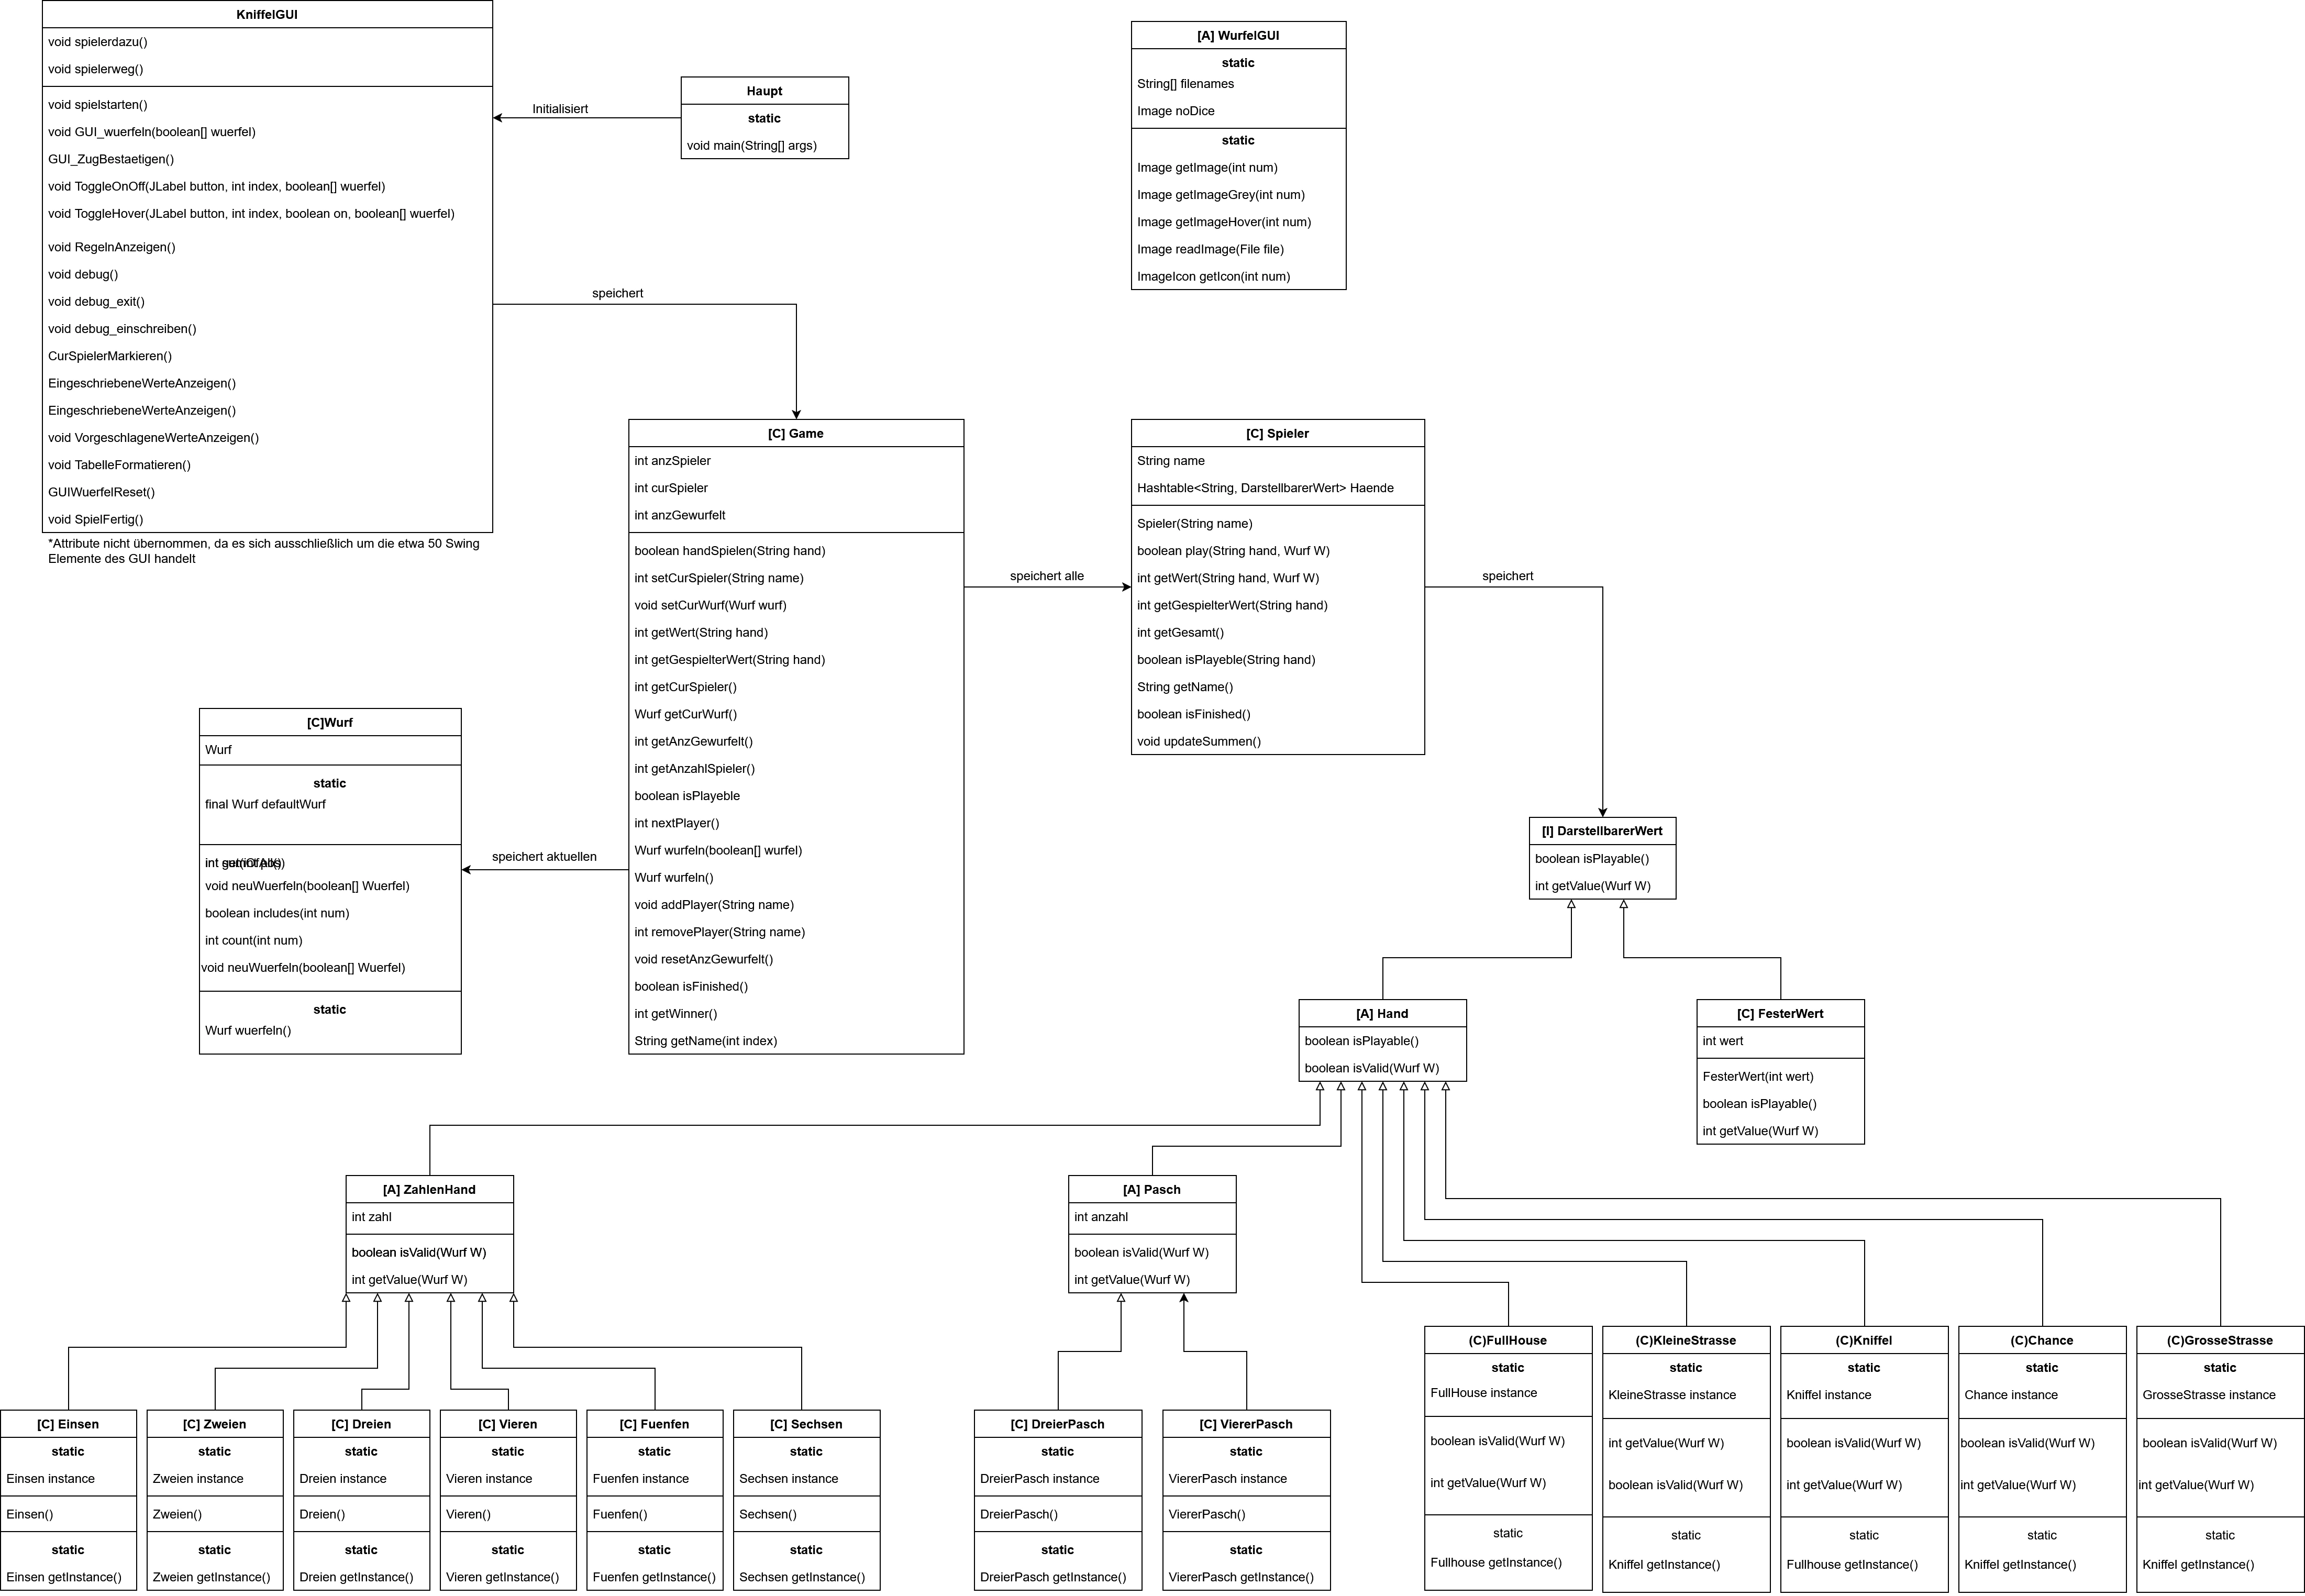 KniffelGUI
void spielerdazu()
void spielerweg()
void spielstarten()
void GUI_wuerfeln(boolean[] wuerfel)
GUI_ZugBestaetigen()
void ToggleOnOff(JLabel button, int index, boolean[] wuerfel)
void ToggleHover(JLabel button, int index, boolean on, boolean[] wuerfel)
void RegelnAnzeigen()
void debug()
void debug_exit()
void debug_einschreiben()
CurSpielerMarkieren()
EingeschriebeneWerteAnzeigen()
EingeschriebeneWerteAnzeigen()
void VorgeschlageneWerteAnzeigen()
void TabelleFormatieren()
GUIWuerfelReset()
void SpielFertig()
*Attribute nicht übernommen, da es sich ausschließlich um die etwa 50 Swing
Elemente des GUI handelt
Initialisiert
Haupt
static
void main(String[] args)
[A] WurfelGUI
static
String[] filenames
Image noDice
static
Image getImage(int num)
Image getImageGrey(int num)
Image getImageHover(int num)
Image readImage(File file)
ImageIcon getIcon(int num)
speichert
[C] Game
int anzSpieler
int curSpieler
int anzGewurfelt
boolean handSpielen(String hand)
int setCurSpieler(String name)
void setCurWurf(Wurf wurf)
int getWert(String hand)
int getGespielterWert(String hand)
int getCurSpieler()
Wurf getCurWurf()
int getAnzGewurfelt()
int getAnzahlSpieler()
boolean isPlayeble
int nextPlayer()
Wurf wurfeln(boolean[] wurfel)
Wurf wurfeln()
void addPlayer(String name)
int removePlayer(String name)
void resetAnzGewurfelt()
boolean isFinished()
int getWinner()
String getName(int index)
speichert alle
[C] Spieler
String name
Hashtable<String, DarstellbarerWert> Haende
Spieler(String name)
boolean play(String hand, Wurf W)
int getWert(String hand, Wurf W)
int getGespielterWert(String hand)
int getGesamt()
boolean isPlayeble(String hand)
String getName()
boolean isFinished()
void updateSummen()
speichert
[C]Wurf
Wurf
static
final Wurf defaultWurf
int
void neuWuerfeln(boolean[] Wuerfel)
boolean includes(int num)
int count(int num)
void neuWuerfeln(boolean[] Wuerfel)
static
Wurf wuerfeln()
speichert aktuellen
[I] DarstellbarerWert
boolean isPlayable()
int getValue(Wurf W)
[A] Hand
boolean isPlayable()
boolean isValid(Wurf W)
[C] FesterWert
int wert
FesterWert(int wert)
boolean isPlayable()
int getValue(Wurf W)
[A] ZahlenHand
int zahl
boolean isValid(Wurf W)
int getValue(Wurf W)
[A] Pasch
int anzahl
boolean isValid(Wurf W)
int getValue(Wurf W)
[C] Einsen
static
Einsen instance
Einsen()
static
Einsen getInstance()
[C] Zweien
static
Zweien instance
Zweien()
static
Zweien getInstance()
[C] Dreien
static
Dreien instance
Dreien()
static
Dreien getInstance()
[C] Vieren
static
Vieren instance
Vieren()
static
Vieren getInstance()
[C] Fuenfen
static
Fuenfen instance
Fuenfen()
static
Fuenfen getInstance()
[C] Sechsen
static
Sechsen instance
Sechsen()
static
Sechsen getInstance()
[C] DreierPasch
static
DreierPasch instance
DreierPasch()
static
DreierPasch getInstance()
[C] ViererPasch
static
ViererPasch instance
ViererPasch()
static
ViererPasch getInstance()
(C)FullHouse
static
FullHouse instance
boolean isValid(Wurf W)
int getValue(Wurf W)
static
Fullhouse getInstance()
(C)KleineStrasse
static
KleineStrasse instance
int getValue(Wurf W)
boolean isValid(Wurf W)
static
Kniffel getInstance()
(C)Kniffel
static
Kniffel instance
boolean isValid(Wurf W)
int getValue(Wurf W)
static
Fullhouse getInstance()
(C)Chance
static
Chance instance
boolean isValid(Wurf W)
int getValue(Wurf W)
static
Kniffel getInstance()
(C)GrosseStrasse
static
GrosseStrasse instance
boolean isValid(Wurf W)
int getValue(Wurf W)
static
Kniffel getInstance()